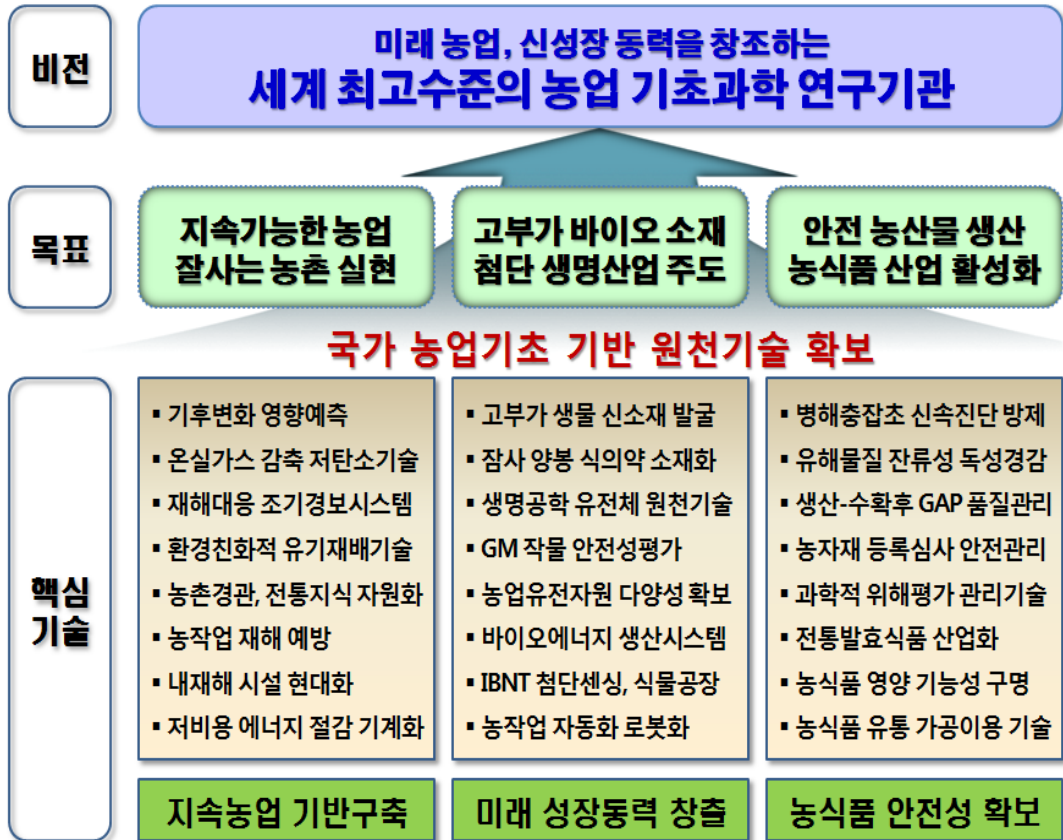 비전
미래 농업, 신성장 동력을 창조하는
세계 최고수준의 농업 기초과학 연구기관
목표
지속가능한 농업
잘사는 농촌 실현
고부가 바이오 소재
첨단 생명산업 주도
안전 농산물 생산
농식품 산업 활성화
국가 농업기초 기반 원천기술 확보
핵심
기술
▪ 기후변화 영향예측
▪ 온실가스 감축 저탄소기술
▪ 재해대응 조기경보시스템
▪ 환경친화적 유기재배기술
▪ 농촌경관, 전통지식 자원화
▪ 농작업 재해 예방
▪ 내재해 시설 현대화
▪ 저비용 에너지 절감 기계화
지속농업 기반구축
▪ 고부가 생물 신소재 발굴
▪ 잠사 양봉 식의약 소재화
▪ 생명공학 유전체 원천기술
▪ GM 작물 안전성평가
▪ 농업유전자원 다양성 확보
▪ 바이오에너지 생산시스템
▪ IBNT 첨단센싱, 식물공장
▪ 농작업 자동화 로봇화
미래 성장동력 창출
▪ 병해충잡초 신속진단 방제
▪ 유해물질 잔류성 독성경감
▪ 생산-수확후 GAP 품질관리
▪ 농자재 등록심사 안전관리
▪ 과학적 위해평가 관리기술
▪ 전통발효식품 산업화
▪ 농식품 영양 기능성 구명
▪ 농식품 유통 가공이용 기술
농식품 안전성 확보